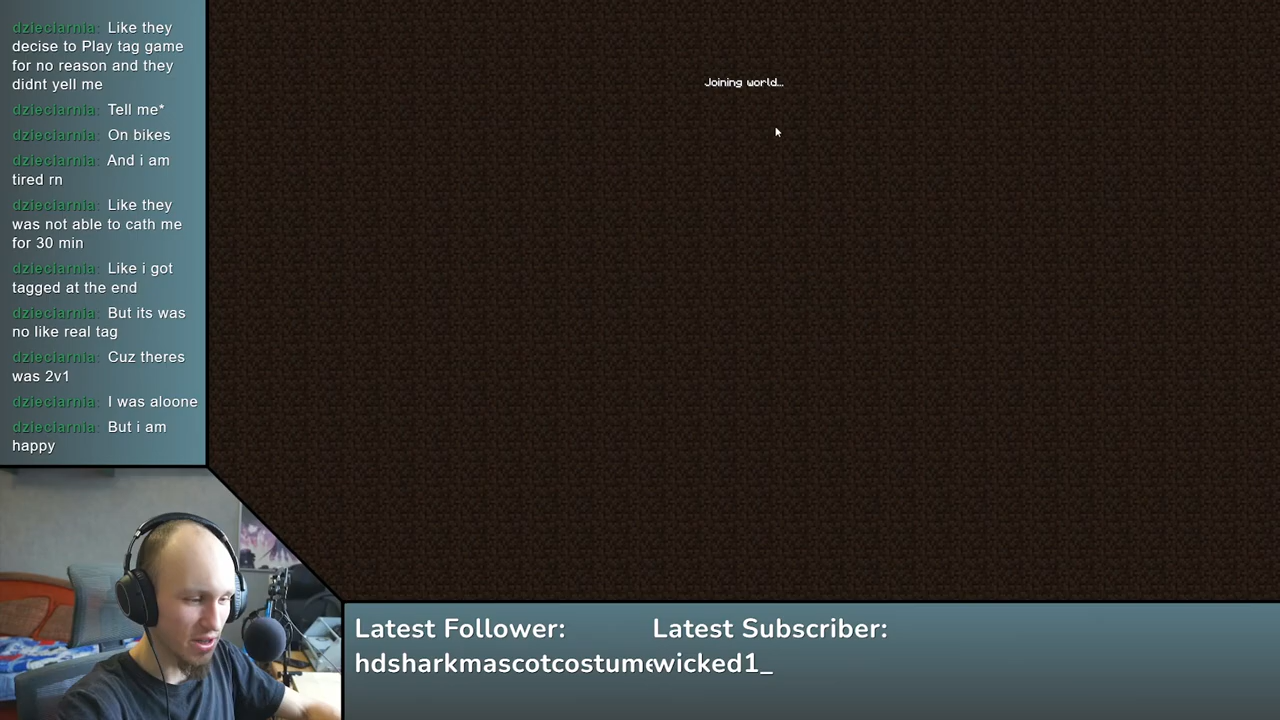 dzieciarnia: Like they
decise to Play tag game
for no reason and they
didnt yell me
dzieciarnia: Tell me*
dzieciarnia: On bikes
dzieciarnia: And i am
tired rn
dzieciarnia: Like they
was not able to cath me
for 30 min
dzieciarnia: Like i got
tagged at the end
dzieciarnia: But its was
no like real tag
dzieciarnia: Cuz theres
was 2v1
dzieciarnia: I was aloone
dzieciarnia: But i am
happy
Joining world...
Latest Follower:
hdsharkmascotcostume
Latest Subscriber:
wicked1_